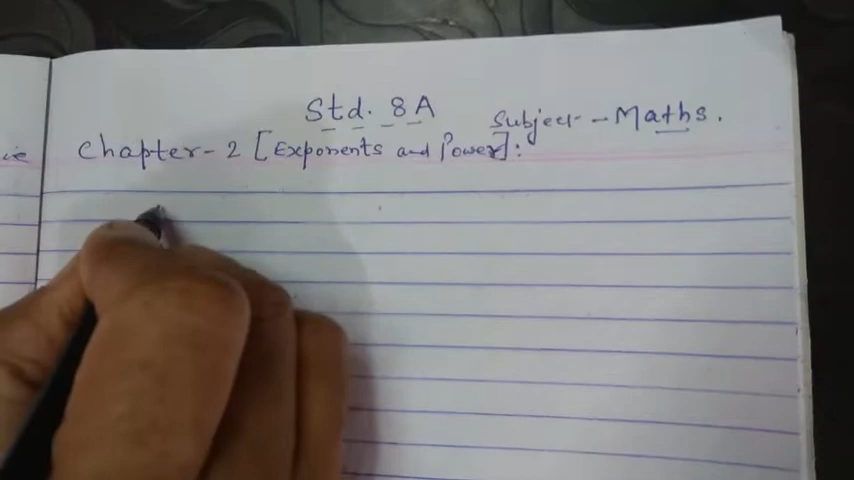 Std. 8A
Subject - Maths.
Chapter - 2 [Exponents and Power]: